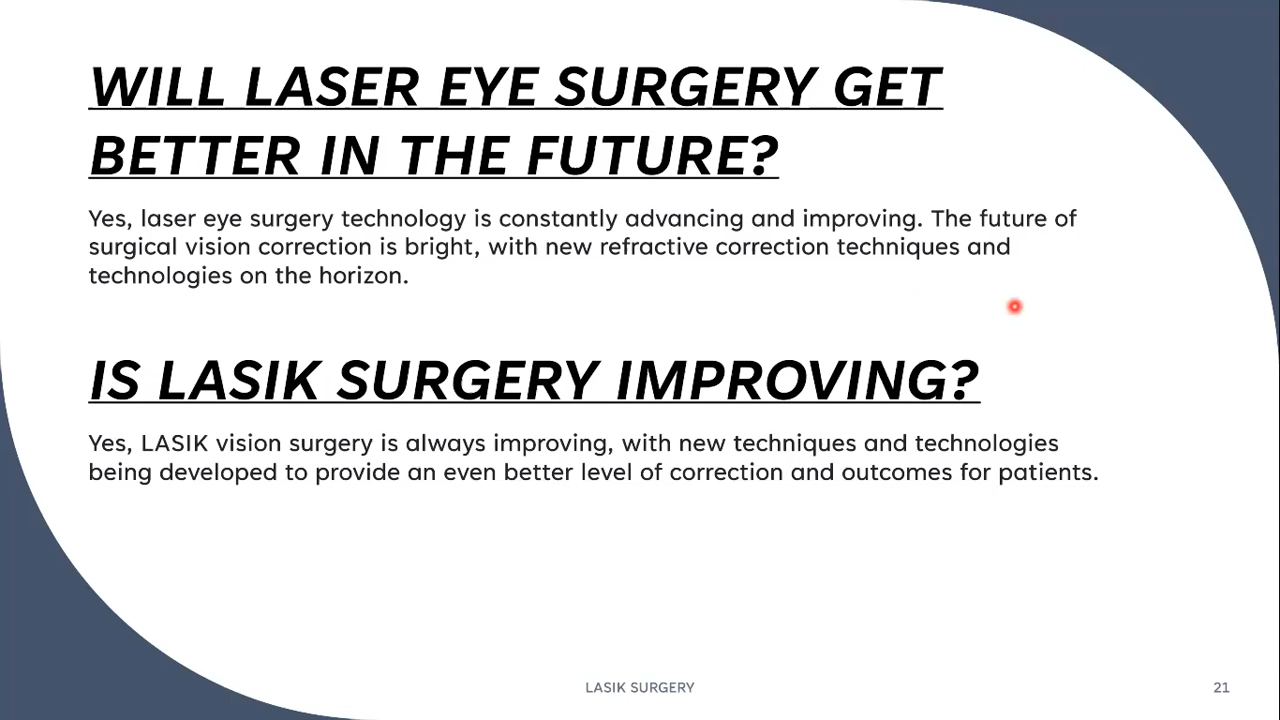 WILL LASER EYE SURGERY GET
BETTER IN THE FUTURE?
Yes, laser eye surgery technology is constantly advancing and improving. The future of
surgical vision correction is bright, with new refractive correction techniques and
technologies on the horizon.
IS LASIK SURGERY IMPROVING?
Yes, LASIK vision surgery is always improving, with new techniques and technologies
being developed to provide an even better level of correction and outcomes for patients.
LASIK SURGERY
21